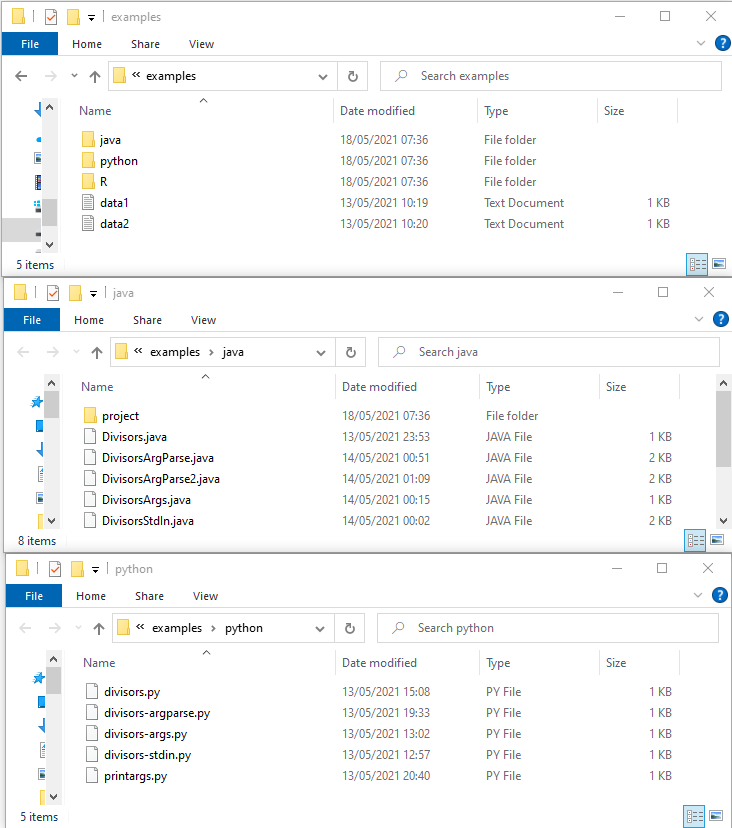 examples
File Home Share View
« examples Search examples
Name Date modified Type Size
java 18/05/2021 07:36 File folder
python 18/05/2021 07:36 File folder
R 18/05/2021 07:36 File folder
data1 13/05/2021 10:19 Text Document 1 KB
data2 13/05/2021 10:20 Text Document 1 KB
5 items
java
File Home Share View
« examples › java Search java
Name Date modified Type Size
project 18/05/2021 07:36 File folder
Divisors.java 13/05/2021 23:53 JAVA File 1 KB
DivisorsArgParse.java 14/05/2021 00:51 JAVA File 2 KB
DivisorsArgParse2.java 14/05/2021 01:09 JAVA File 2 KB
DivisorsArgs.java 14/05/2021 00:15 JAVA File 1 KB
DivisorsStdIn.java 14/05/2021 00:02 JAVA File 2 KB
8 items
python
File Home Share View
« examples › python Search python
Name Date modified Type Size
divisors.py 13/05/2021 15:08 PY File 1 KB
divisors-argparse.py 13/05/2021 19:33 PY File 1 KB
divisors-args.py 13/05/2021 13:02 PY File 1 KB
divisors-stdin.py 13/05/2021 12:57 PY File 1 KB
printargs.py 13/05/2021 20:40 PY File 1 KB
5 items